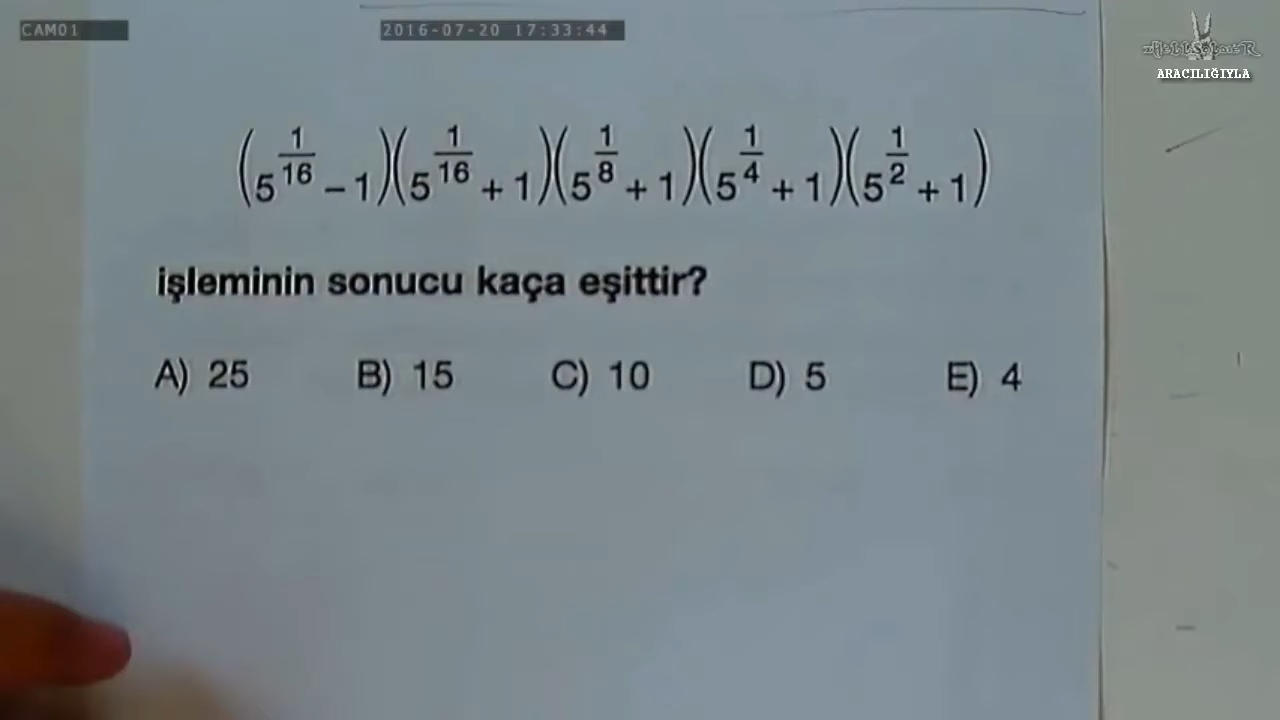 CAM01
2016-07-20 17:33:44
ARACILIĞIYLA
(5^(1/16) − 1)(5^(1/16) + 1)(5^(1/8) + 1)(5^(1/4) + 1)(5^(1/2) + 1)
işleminin sonucu kaça eşittir?
A) 25 B) 15 C) 10 D) 5 E) 4